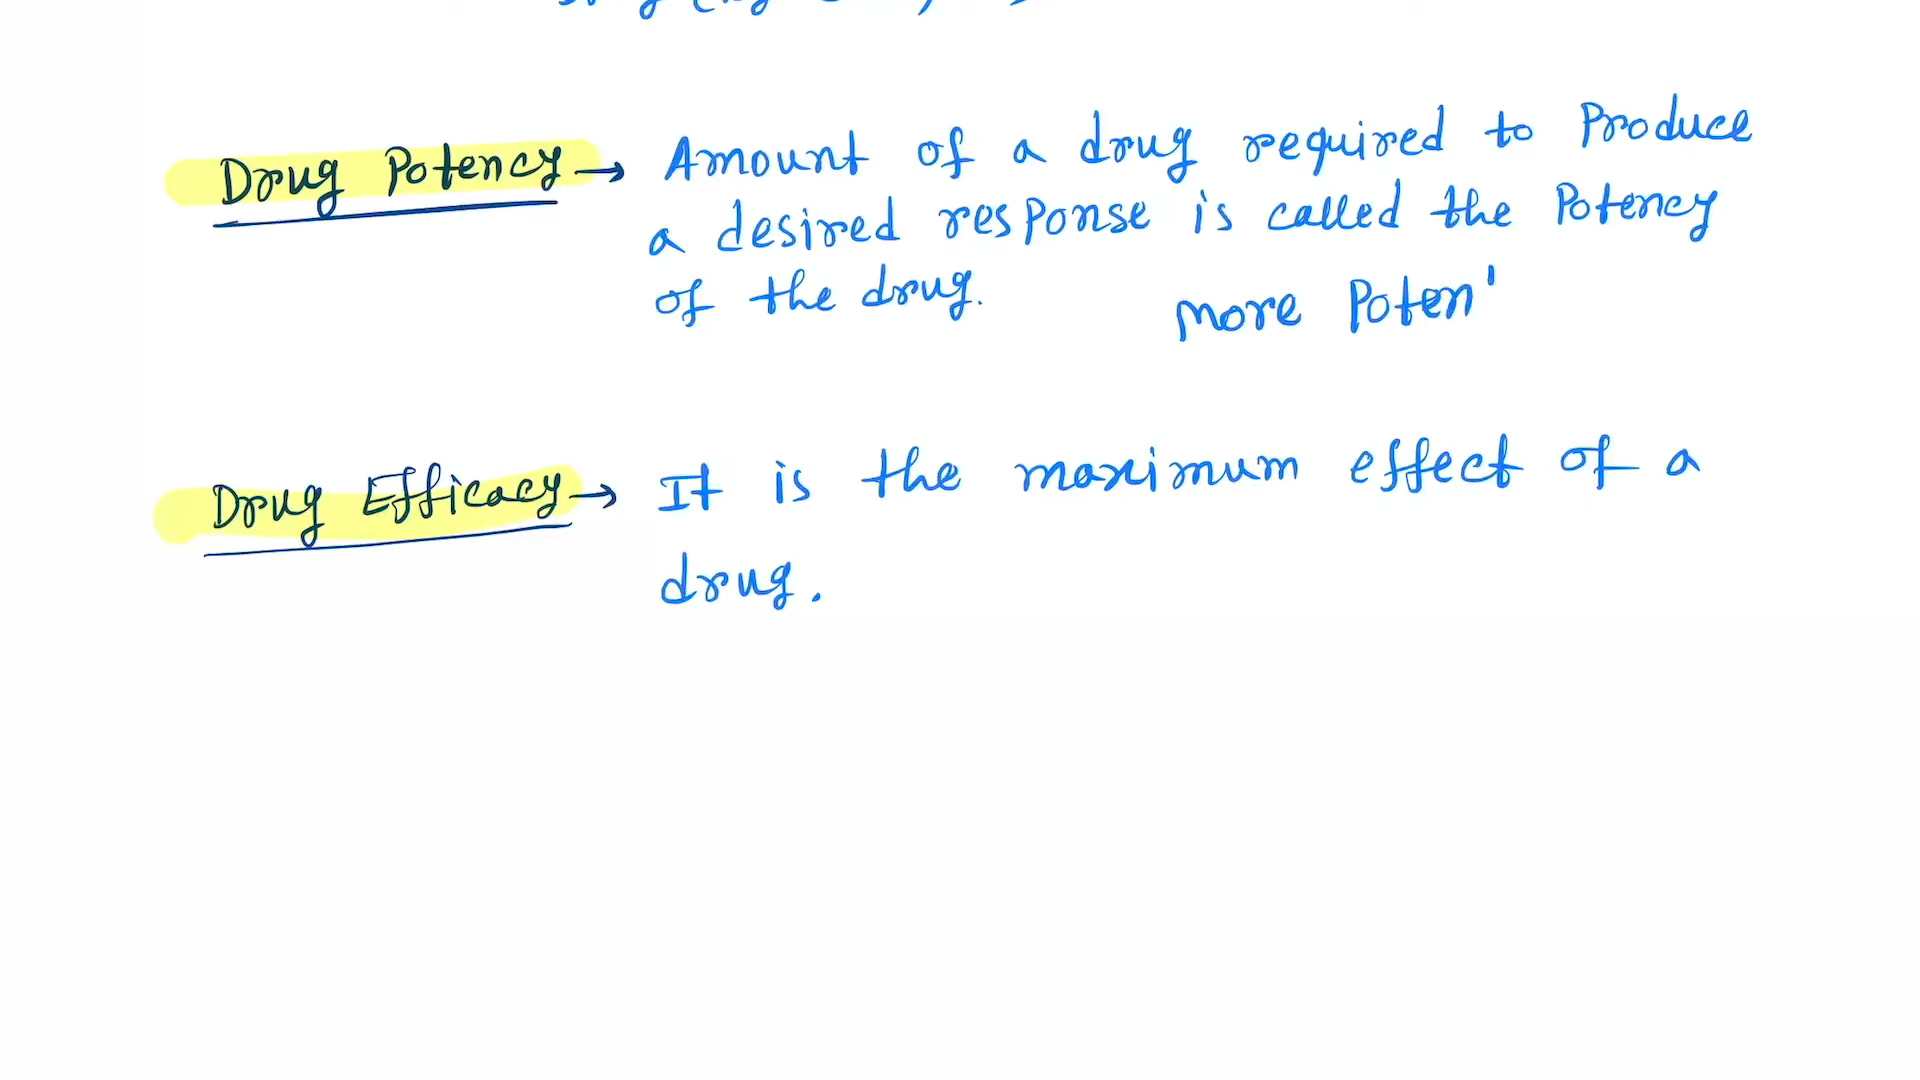 Drug Potency → Amount of a drug required to Produce
a desired response is called the Potency
of the drug. more Poten
Drug Efficacy → It is the maximum effect of a
drug.